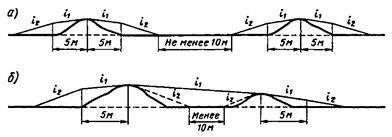 а) i₂ i₁ i₁ i₂ i₂ i₁ i₁ i₂
5м 5м Не менее 10м 5м 5м
б) i₂ i₁ i₂ i₁ i₂ i₁ i₂
5м Менее 10м 5м